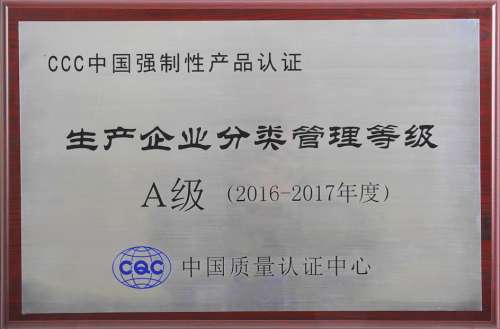 CCC中国强制性产品认证
生产企业分类管理等级
A级（2016-2017年度）
CQC 中国质量认证中心